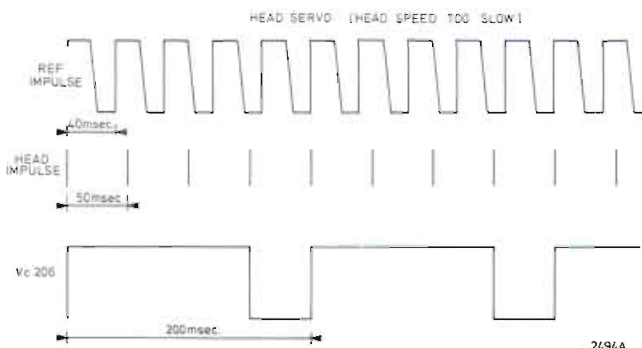 HEAD SERVO [HEAD SPEED TOO SLOW]
REF
IMPULSE
40msec.
HEAD
IMPULSE
50msec
Vc 206
200msec.
2494A